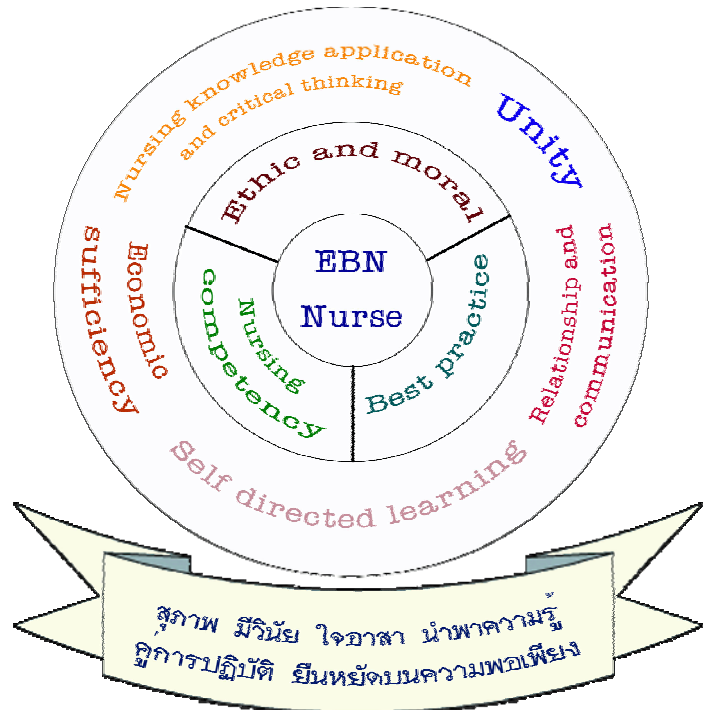 Nursing knowledge application
and critical thinking
Unity
Ethic and moral
EBN
Nurse
Economic
sufficiency
Nursing
competency
Best practice
Relationship and
communication
Self directed learning
สุภาพ มีวินัย ใจอาสา นำพาความรู้
คู่การปฏิบัติ ยืนหยัดบนความพอเพียง